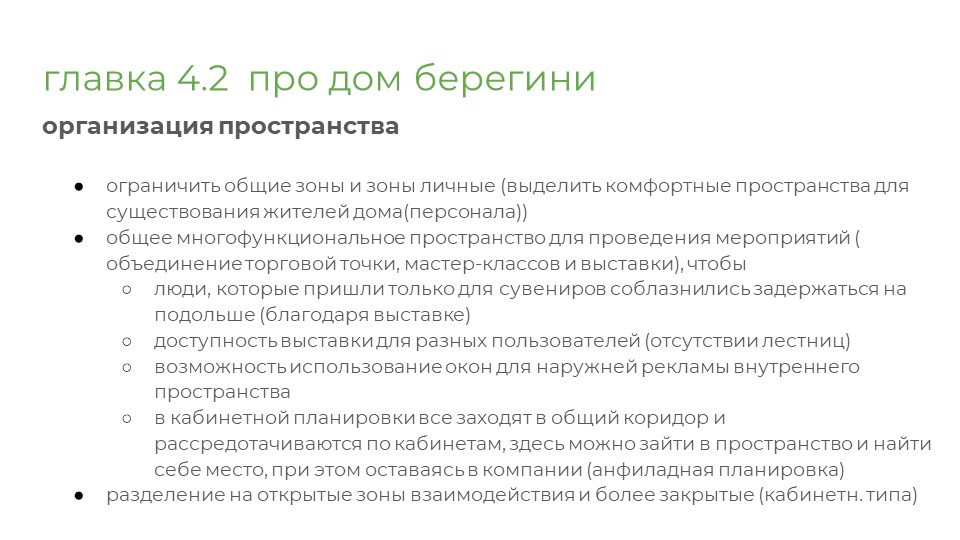 главка 4.2 про дом берегини
организация пространства
● ограничить общие зоны и зоны личные (выделить комфортные пространства для
существования жителей дома(персонала))
● общее многофункциональное пространство для проведения мероприятий (
объединение торговой точки, мастер-классов и выставки), чтобы
○ люди, которые пришли только для сувениров соблазнились задержаться на
подольше (благодаря выставке)
○ доступность выставки для разных пользователей (отсутствии лестниц)
○ возможность использование окон для наружней рекламы внутреннего
пространства
○ в кабинетной планировки все заходят в общий коридор и
рассредотачиваются по кабинетам, здесь можно зайти в пространство и найти
себе место, при этом оставаясь в компании (анфиладная планировка)
● разделение на открытые зоны взаимодействия и более закрытые (кабинетн. типа)